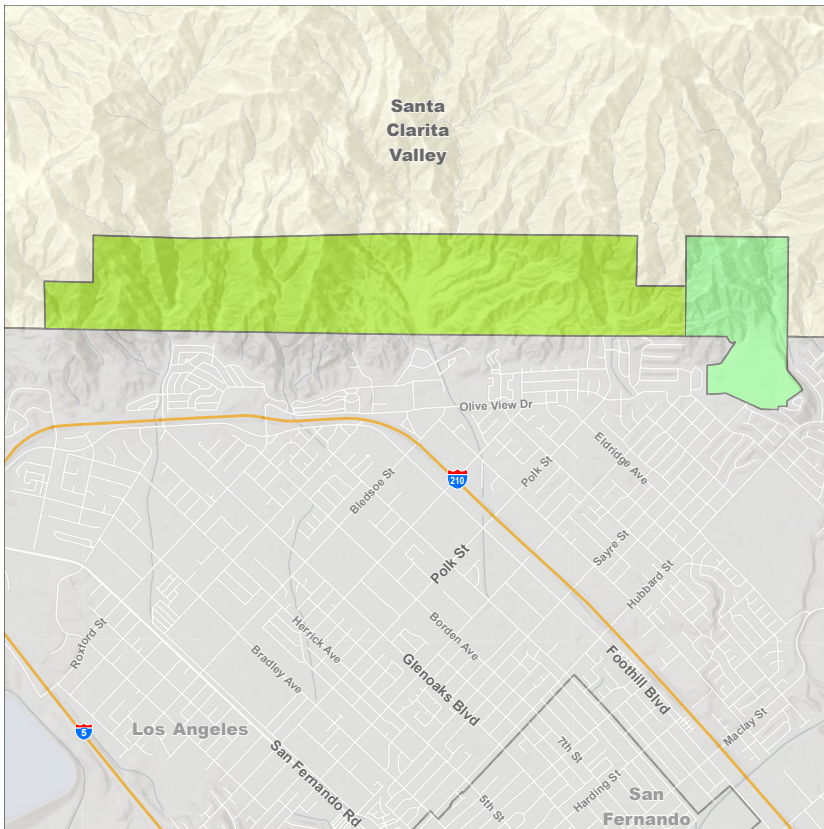 Santa
Clarita
Valley
Olive View Dr
Eldridge Ave
Polk St
Bledsoe St
210
Sayre St
Polk St
Hubbard St
Roxford St
Herrick Ave
Borden Ave
Bradley Ave
Glenoaks Blvd
Foothill Blvd
Los Angeles
5
San Fernando Rd
7th St
Maclay St
Harding St
5th St
San
Fernando